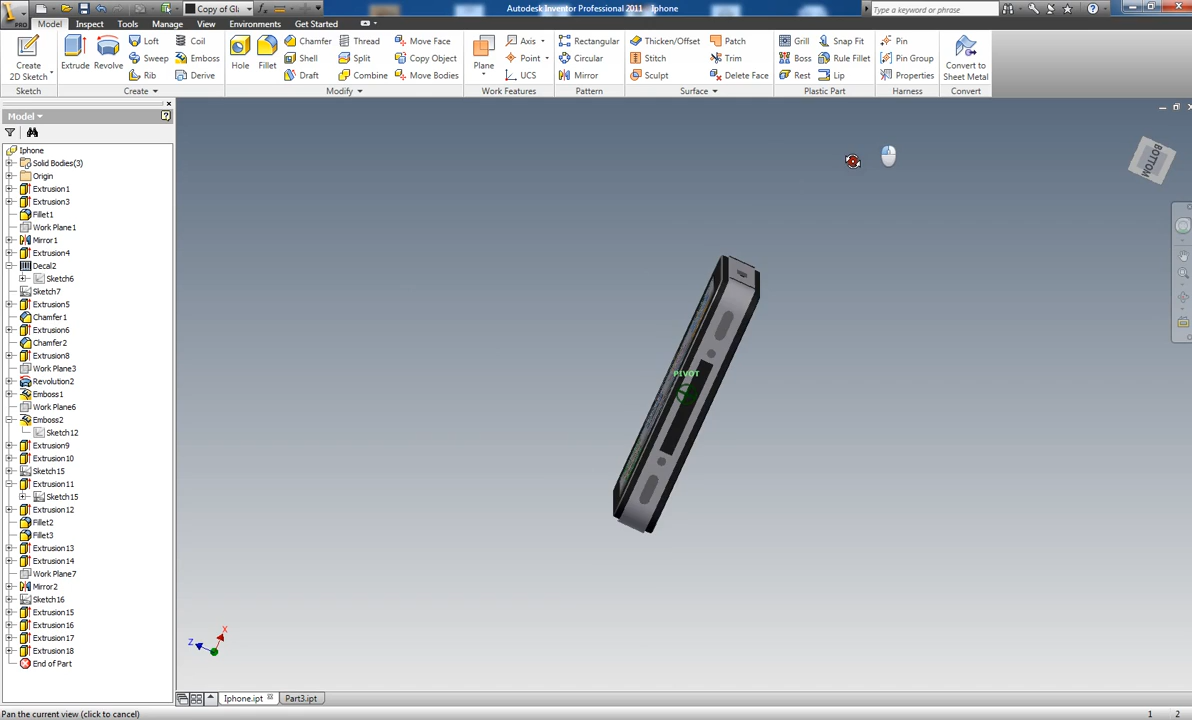 PRO
Copy of Gl
Autodesk Inventor Professional 2011   Iphone
Type a keyword or phrase
Model Inspect Tools Manage View Environments Get Started
Create
2D Sketch
Sketch
Extrude Revolve Loft Sweep Rib Coil Emboss Derive
Create
Hole Fillet Chamfer Shell Draft Thread Split Combine Move Face Copy Object Move Bodies
Modify
Plane Axis Point UCS
Work Features
Rectangular Circular Mirror
Pattern
Thicken/Offset Stitch Sculpt Patch Trim Delete Face
Surface
Grill Boss Rest Snap Fit Rule Fillet Lip
Plastic Part
Pin Pin Group Properties
Harness
Convert to
Sheet Metal
Convert
Model
Iphone
Solid Bodies(3)
Origin
Extrusion1
Extrusion3
Fillet1
Work Plane1
Mirror1
Extrusion4
Decal2
Sketch6
Sketch7
Extrusion5
Chamfer1
Extrusion6
Chamfer2
Extrusion8
Work Plane3
Revolution2
Emboss1
Work Plane6
Emboss2
Sketch12
Extrusion9
Extrusion10
Sketch15
Extrusion11
Sketch15
Extrusion12
Fillet2
Fillet3
Extrusion13
Extrusion14
Work Plane7
Mirror2
Sketch16
Extrusion15
Extrusion16
Extrusion17
Extrusion18
End of Part
BOTTOM
PIVOT
X
Z
Iphone.ipt Part3.ipt
Pan the current view (click to cancel)
1 2